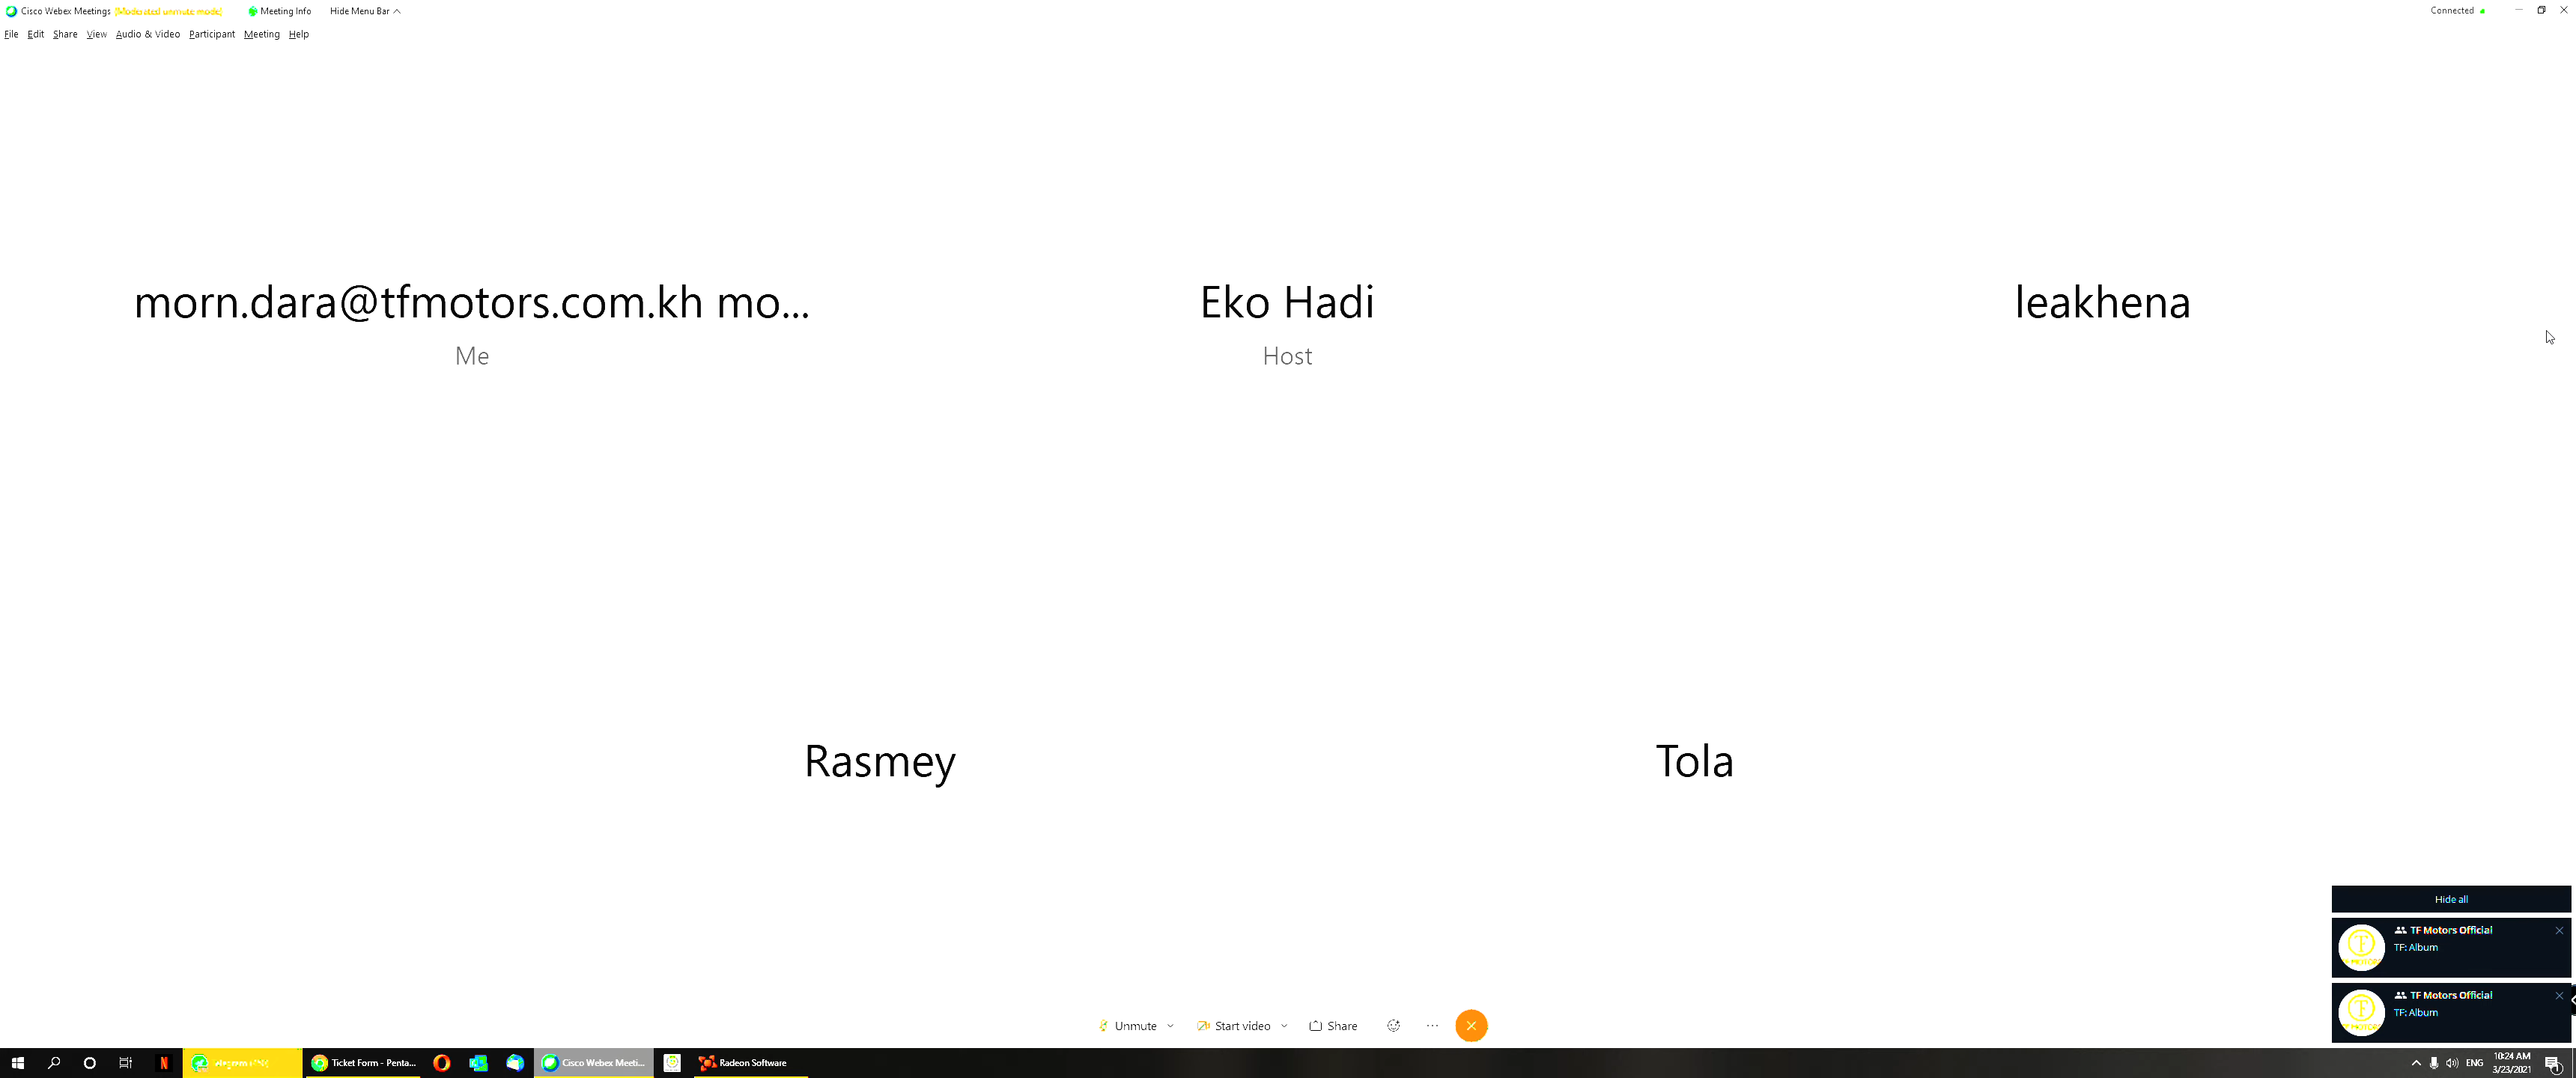 Cisco Webex Meetings [Moderated unmute mode] Meeting Info Hide Menu Bar
Connected
File Edit Share View Audio & Video Participant Meeting Help
morn.dara@tfmotors.com.kh mo...
Me
Eko Hadi
Host
leakhena
Rasmey
Tola
Hide all
TF Motors Official
TF: Album
TF Motors Official
TF: Album
Unmute Start video Share
Ticket Form - Penta...
Cisco Webex Meeti...
Radeon Software
ENG
10:24 AM
3/23/2021